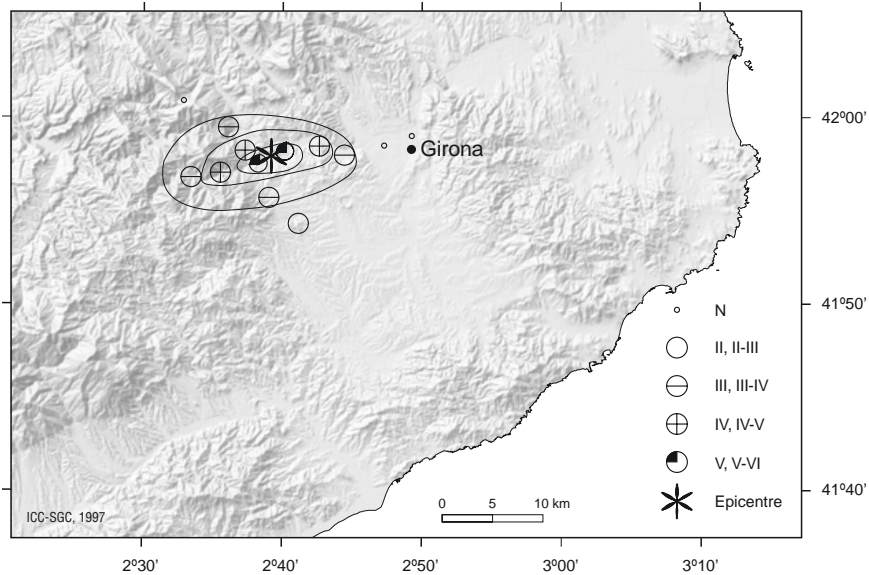 42º00'
Girona
41º50'
N
II, II-III
III, III-IV
IV, IV-V
V, V-VI
Epicentre
41º40'
0 5 10 km
ICC-SGC, 1997
2º30' 2º40' 2º50' 3º00' 3º10'